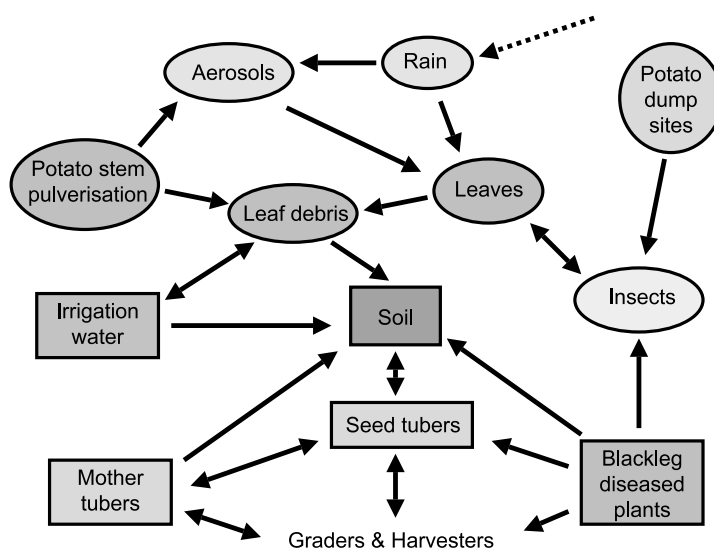 Rain
Aerosols
Potato
dump
sites
Potato stem
pulverisation
Leaves
Leaf debris
Insects
Irrigation
water
Soil
Seed tubers
Mother
tubers
Blackleg
diseased
plants
Graders & Harvesters